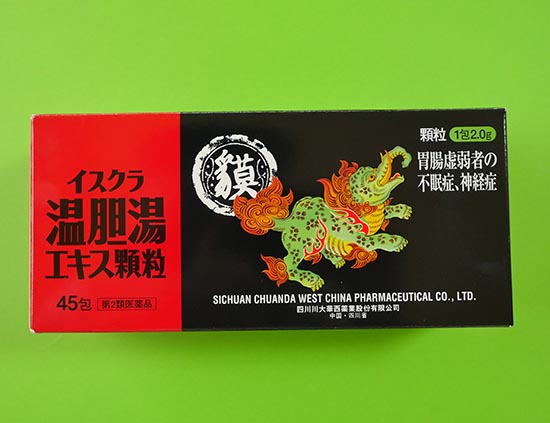 イスクラ
温胆湯
エキス顆粒
45包 第2類医薬品
貘
顆粒 1包2.0g
胃腸虚弱者の
不眠症、神経症
SICHUAN CHUANDA WEST CHINA PHARMACEUTICAL CO., LTD.
四川川大華西薬業股份有限公司
中国・四川省